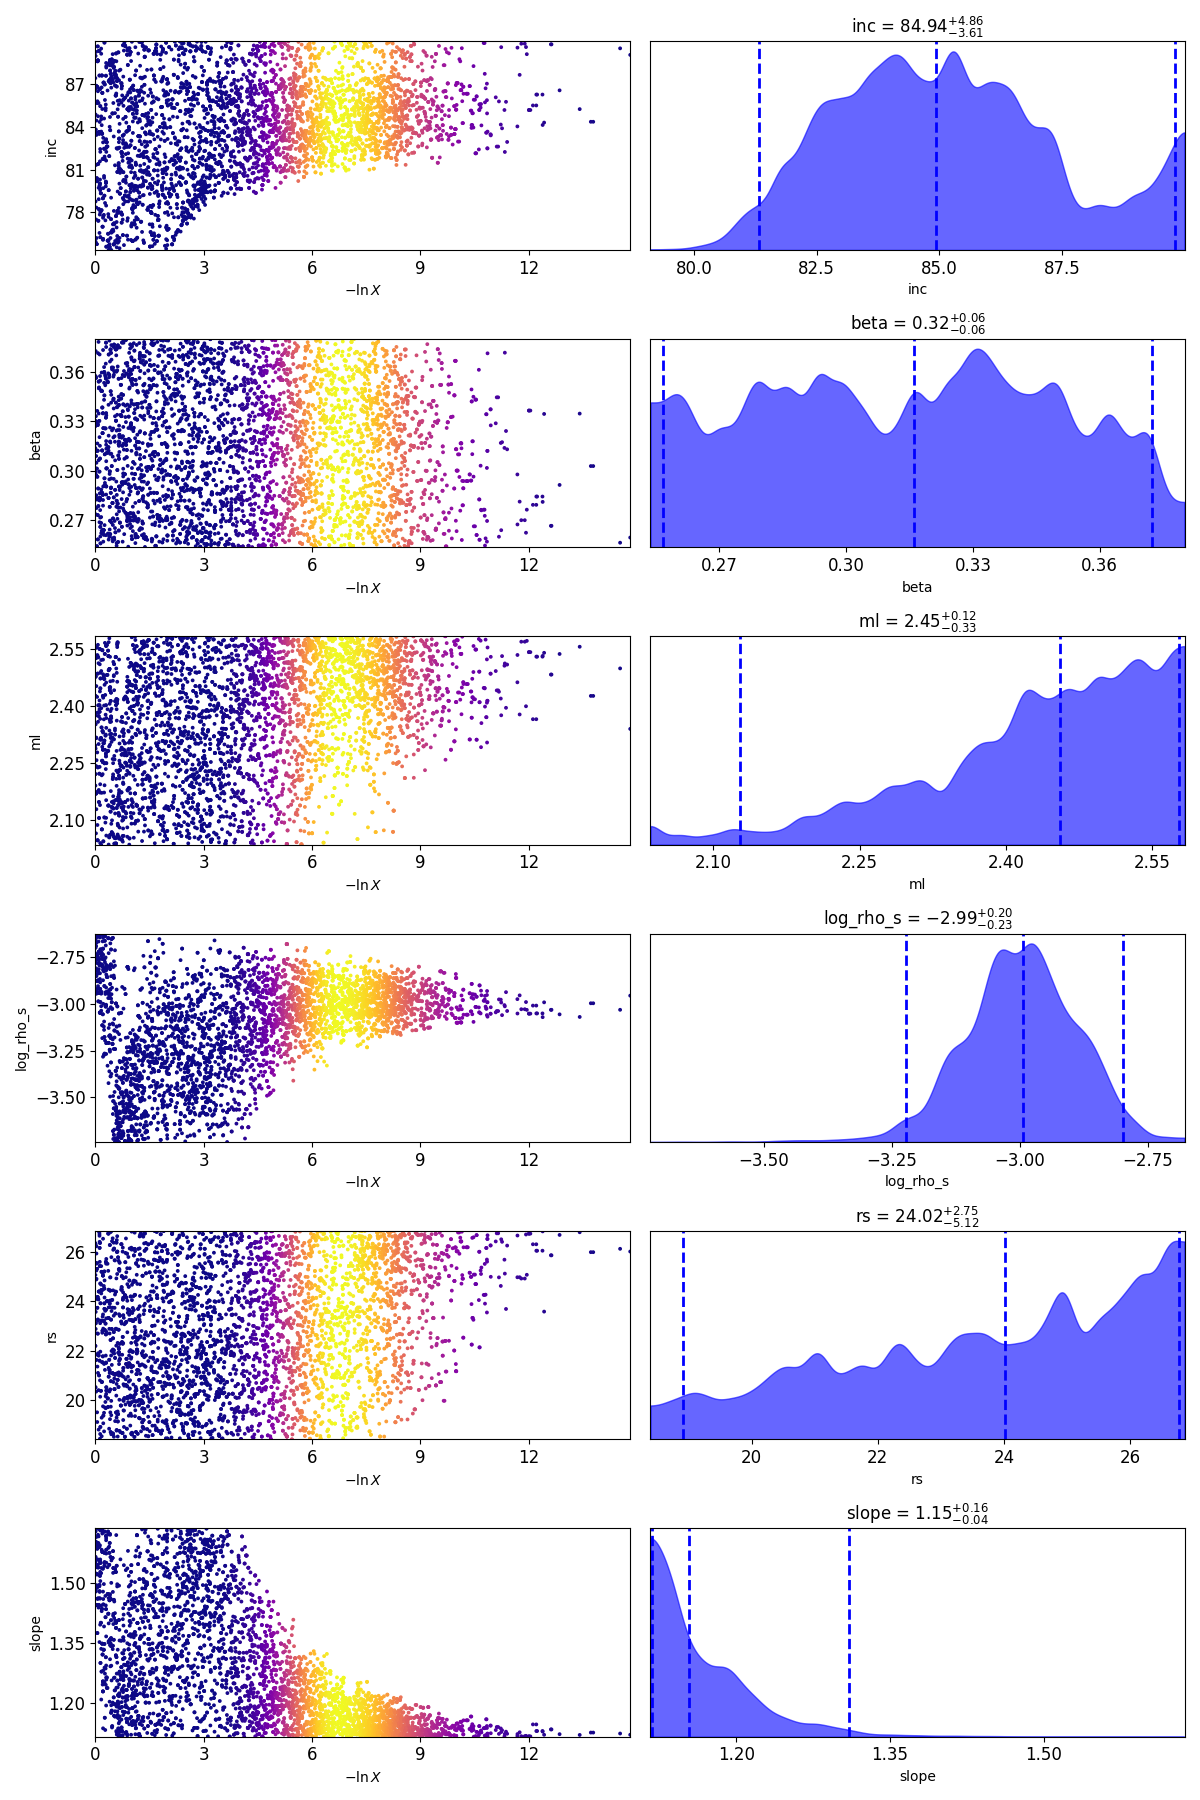 inc = 84.94 +4.86 −3.61
87
84
81
78
inc
0 3 6 9 12
−ln X
80.0 82.5 85.0 87.5
inc
beta = 0.32 +0.06 −0.06
0.36
0.33
0.30
0.27
beta
0 3 6 9 12
−ln X
0.27 0.30 0.33 0.36
beta
ml = 2.45 +0.12 −0.33
2.55
2.40
2.25
2.10
ml
0 3 6 9 12
−ln X
2.10 2.25 2.40 2.55
ml
log_rho_s = −2.99 +0.20 −0.23
−2.75
−3.00
−3.25
−3.50
log_rho_s
0 3 6 9 12
−ln X
−3.50 −3.25 −3.00 −2.75
log_rho_s
rs = 24.02 +2.75 −5.12
26
24
22
20
rs
0 3 6 9 12
−ln X
20 22 24 26
rs
slope = 1.15 +0.16 −0.04
1.50
1.35
1.20
slope
0 3 6 9 12
−ln X
1.20 1.35 1.50
slope